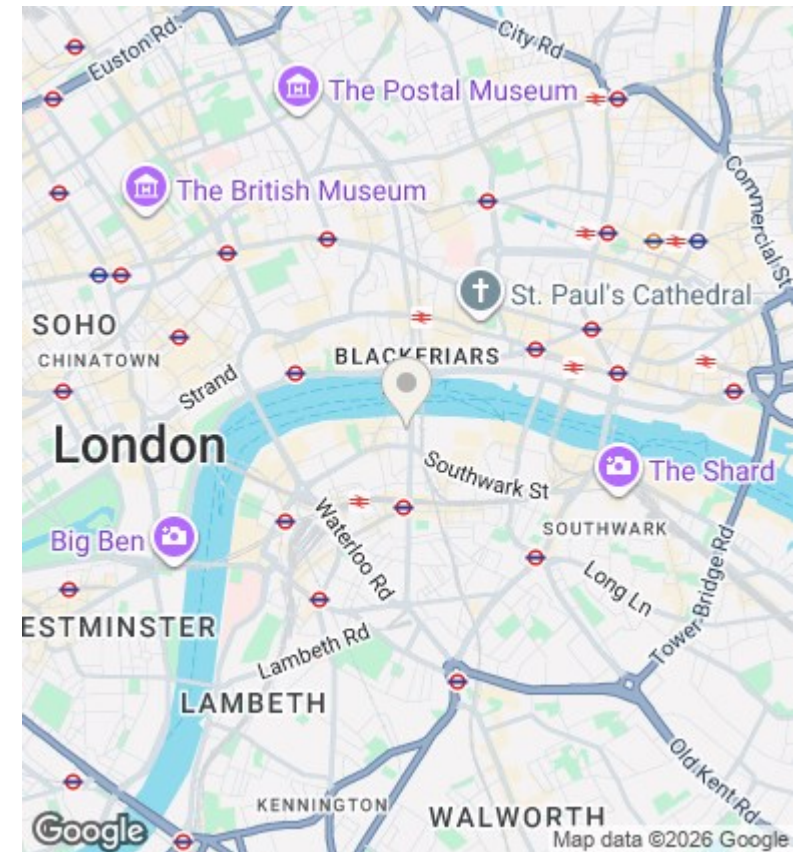 City Rd
Euston Rd.
The Postal Museum
Commercial St
The British Museum
St. Paul's Cathedral
SOHO
BLACKFRIARS
CHINATOWN
Strand
London
Southwark St
The Shard
Waterloo Rd
SOUTHWARK
Big Ben
Long Ln
Tower Bridge Rd
ESTMINSTER
Lambeth Rd
LAMBETH
Old Kent Rd
KENNINGTON
WALWORTH
Google
Map data ©2026 Google